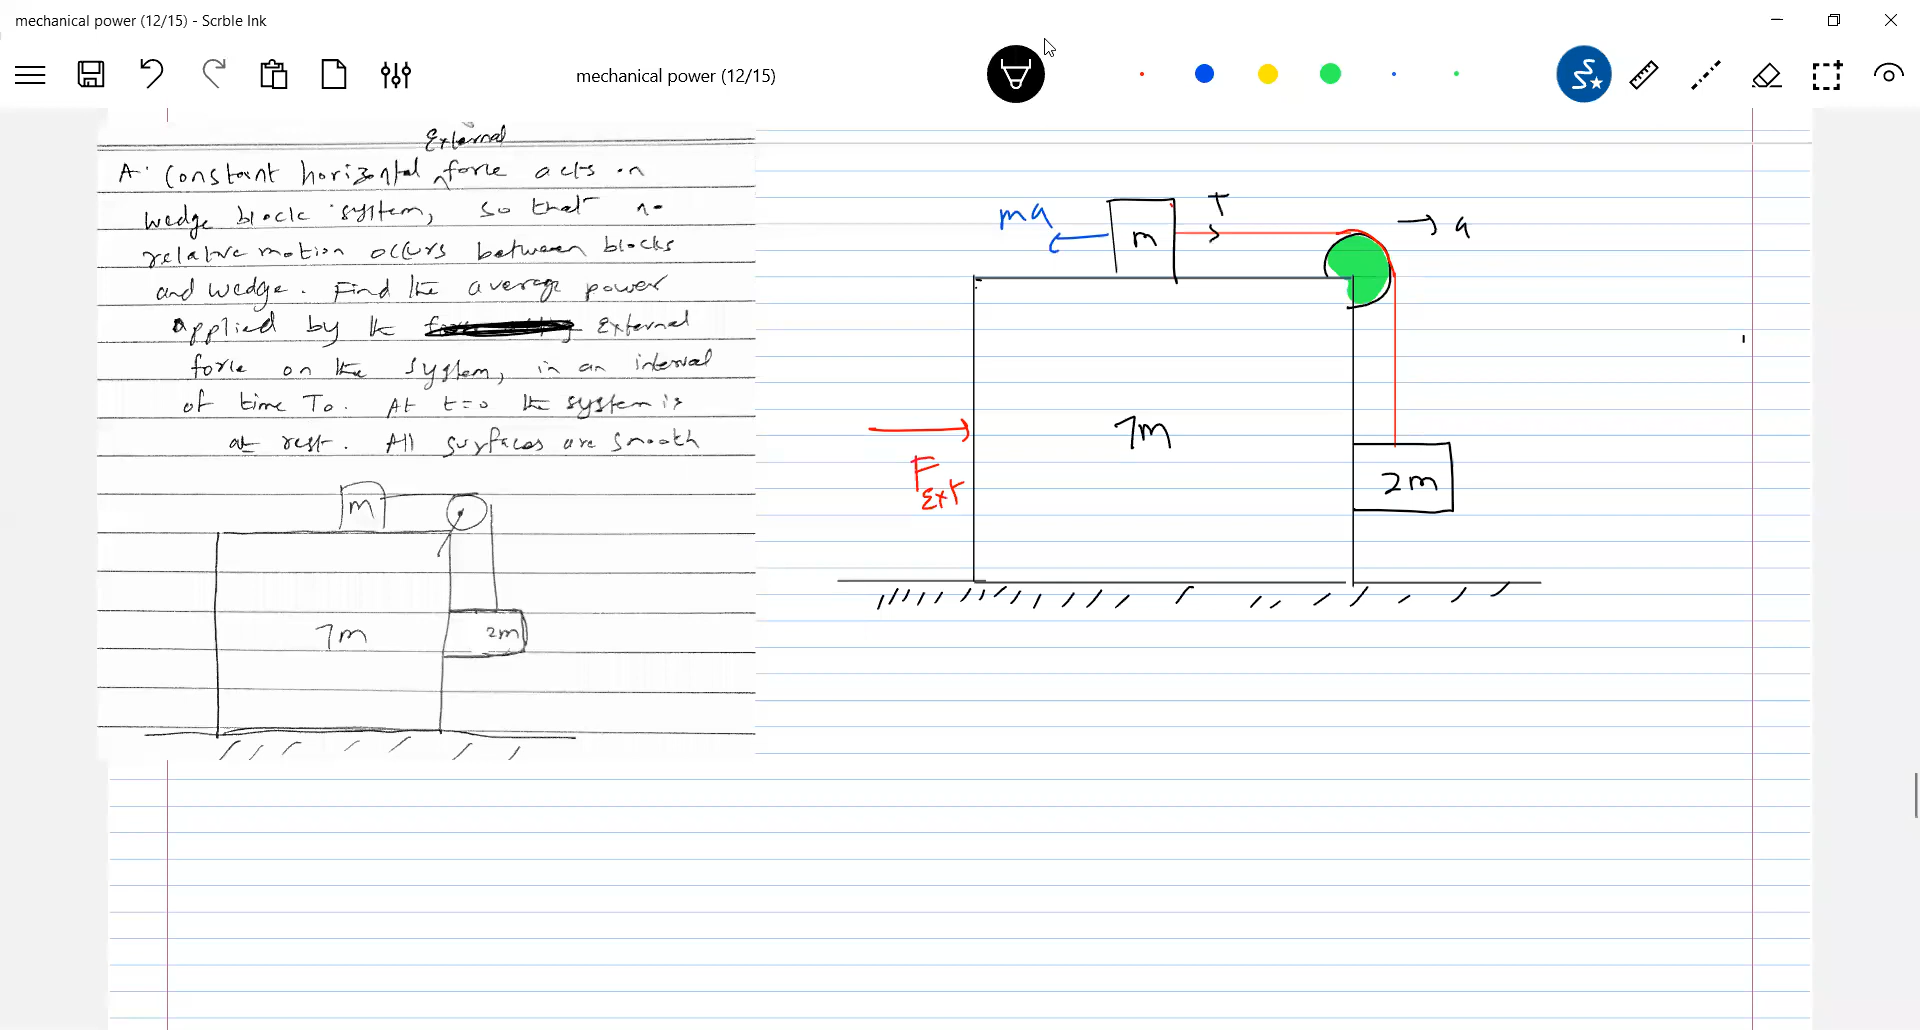 mechanical power (12/15) - Scrble Ink
mechanical power (12/15)
External
A constant horizontal force acts on
wedge block system, so that no
relative motion occurs between blocks
and wedge. Find the average power
applied by the External
force on the system, in an interval
of time To. At t=0 the system is
at rest. All surfaces are smooth
m
7m
2m
ma
m
T
a
7m
F
Ext
2m